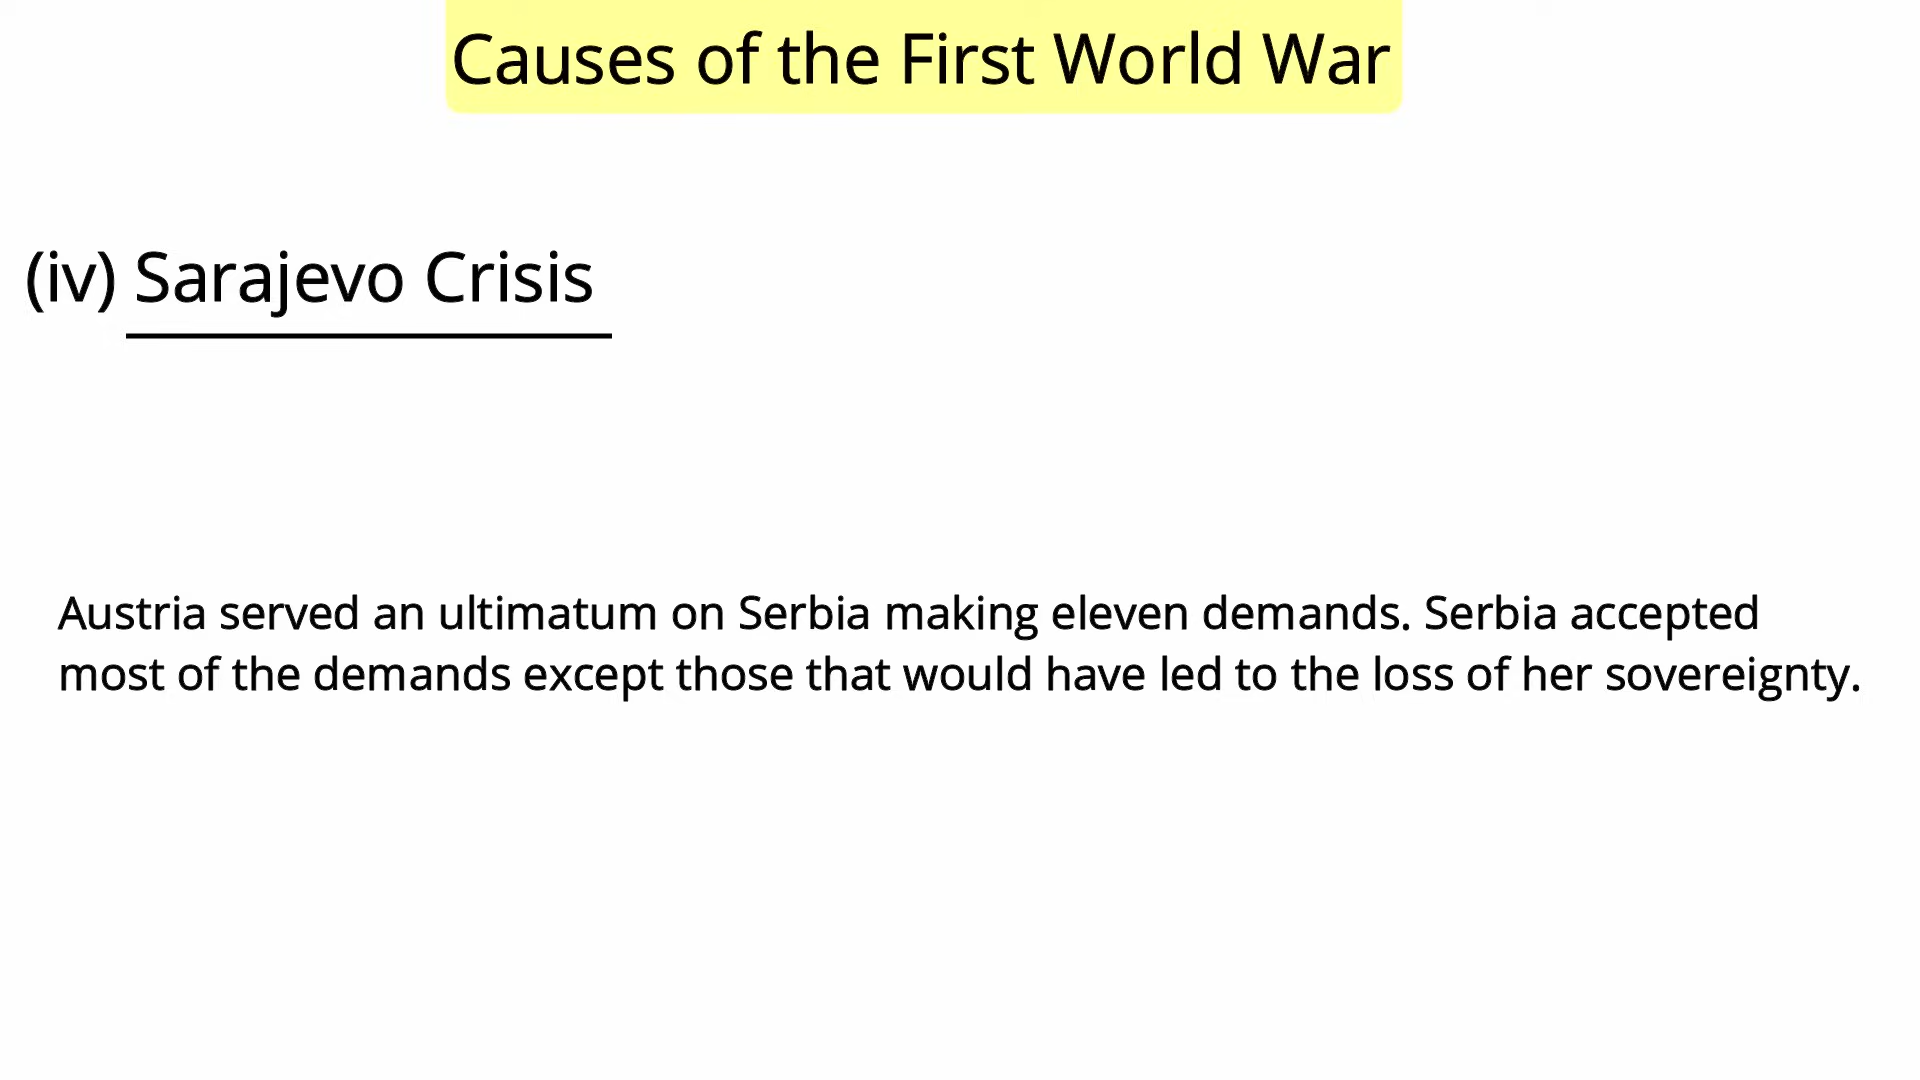 Causes of the First World War
(iv) Sarajevo Crisis
Austria served an ultimatum on Serbia making eleven demands. Serbia accepted
most of the demands except those that would have led to the loss of her sovereignty.